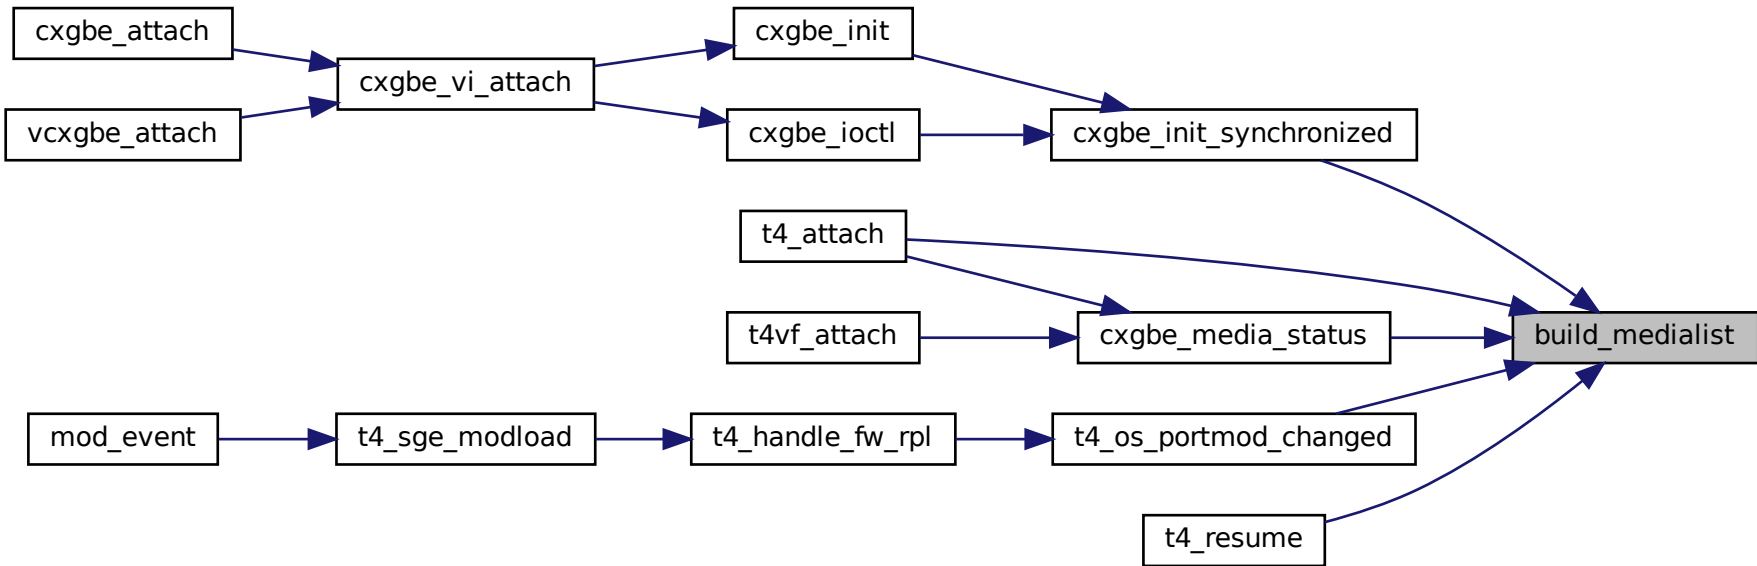 cxgbe_attach
cxgbe_init
cxgbe_vi_attach
vcxgbe_attach
cxgbe_ioctl
cxgbe_init_synchronized
t4_attach
t4vf_attach
cxgbe_media_status
build_medialist
mod_event
t4_sge_modload
t4_handle_fw_rpl
t4_os_portmod_changed
t4_resume